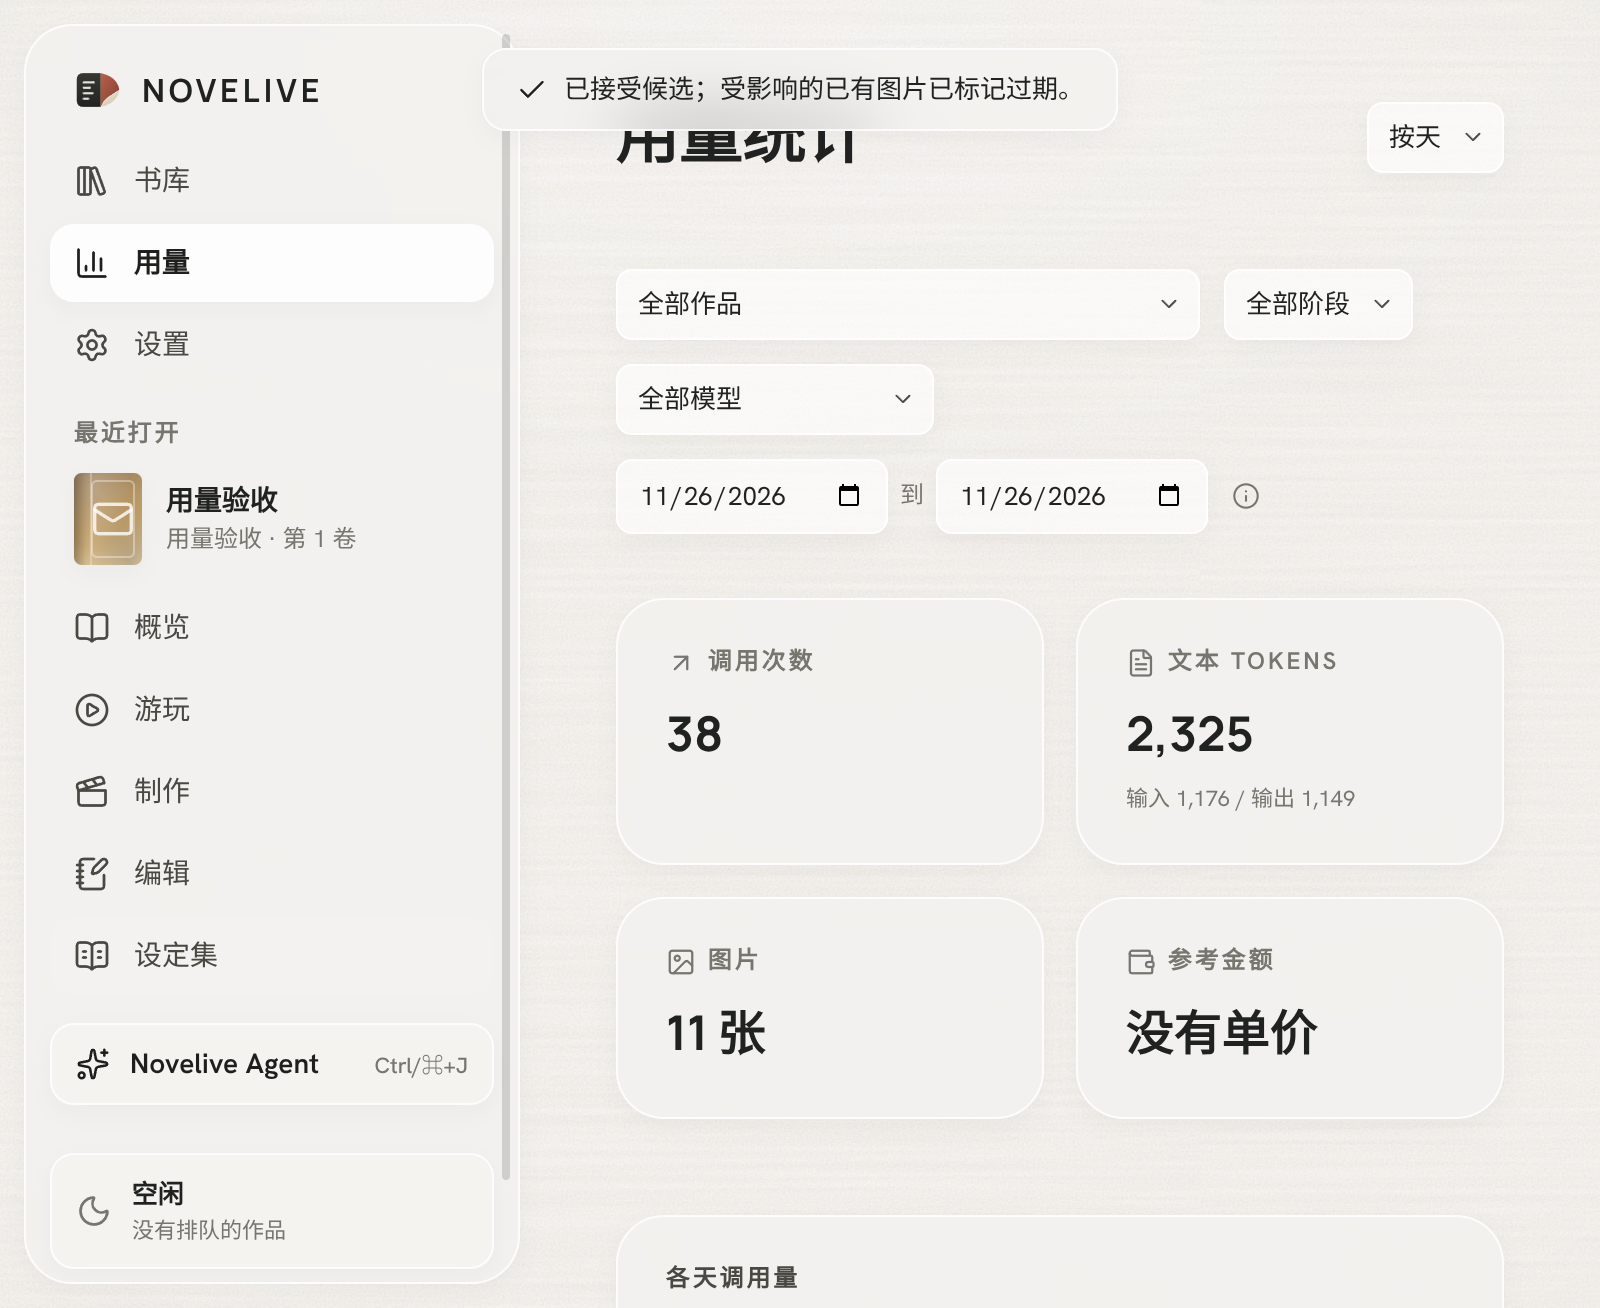 NOVELIVE
书库
用量
设置
最近打开
用量验收
用量验收 · 第 1 卷
概览
游玩
制作
编辑
设定集
Novelive Agent Ctrl/⌘+J
空闲
没有排队的作品
已接受候选；受影响的已有图片已标记过期。
用量统计
按天
全部作品
全部阶段
全部模型
11/26/2026 到 11/26/2026
调用次数
38
文本 TOKENS
2,325
输入 1,176 / 输出 1,149
图片
11 张
参考金额
没有单价
各天调用量